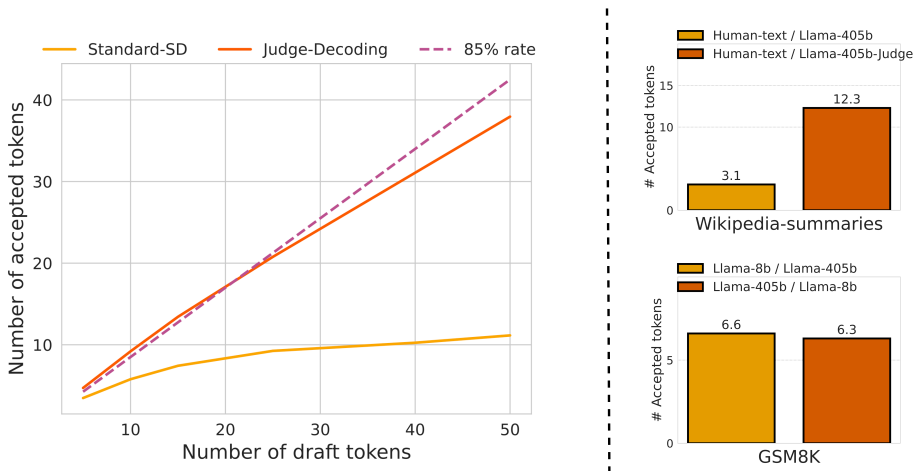 Standard-SD Judge-Decoding 85% rate
Number of accepted tokens
40
30
20
10
10 20 30 40 50
Number of draft tokens
Human-text / Llama-405b
Human-text / Llama-405b-Judge
# Accepted tokens
15
10
0
3.1
12.3
Wikipedia-summaries
Llama-8b / Llama-405b
Llama-405b / Llama-8b
# Accepted tokens
5
0
6.6
6.3
GSM8K